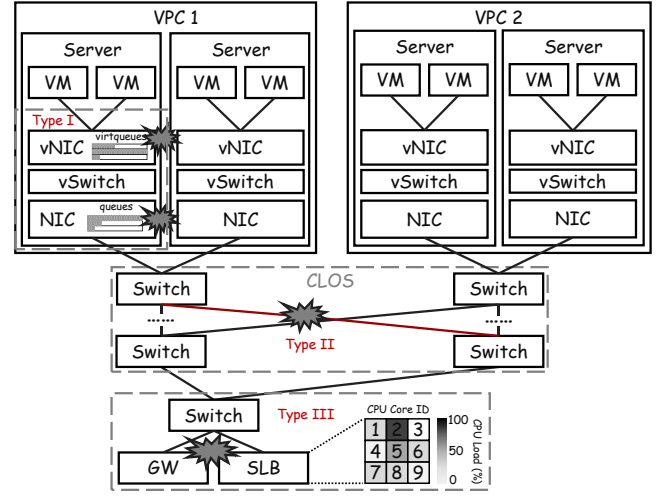 VPC 1
VPC 2
Server
Server
Server
Server
VM
VM
VM
VM
VM
VM
VM
VM
Type I
virtqueues
vNIC
vNIC
vNIC
vNIC
vSwitch
vSwitch
vSwitch
vSwitch
queues
NIC
NIC
NIC
NIC
CLOS
Switch
Switch
......
......
Type II
Switch
Switch
Switch
Type III
CPU Core ID
1 2 3
4 5 6
7 8 9
100
50
0
CPU Load (%)
GW
SLB